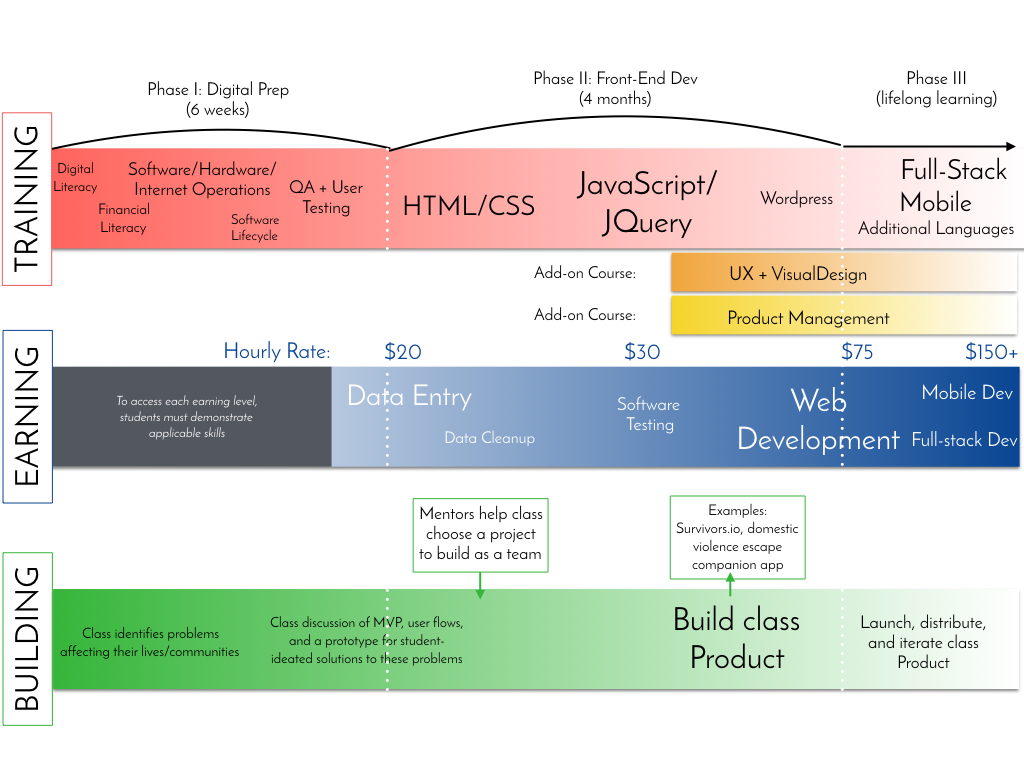 Phase I: Digital Prep
(6 weeks)
Phase II: Front-End Dev
(4 months)
Phase III
(lifelong learning)
TRAINING
Digital
Literacy
Software/Hardware/
Internet Operations
Financial
Literacy
Software
Lifecycle
QA + User
Testing
HTML/CSS
JavaScript/
JQuery
Wordpress
Full-Stack
Mobile
Additional Languages
Add-on Course:
UX + VisualDesign
Add-on Course:
Product Management
EARNING
Hourly Rate:
$20
$30
$75
$150+
To access each earning level,
students must demonstrate
applicable skills
Data Entry
Data Cleanup
Software
Testing
Web
Development
Mobile Dev
Full-stack Dev
Mentors help class
choose a project
to build as a team
Examples:
Survivors.io, domestic
violence escape
companion app
BUILDING
Class identifies problems
affecting their lives/communities
Class discussion of MVP, user flows,
and a prototype for student-
ideated solutions to these problems
Build class
Product
Launch, distribute,
and iterate class
Product